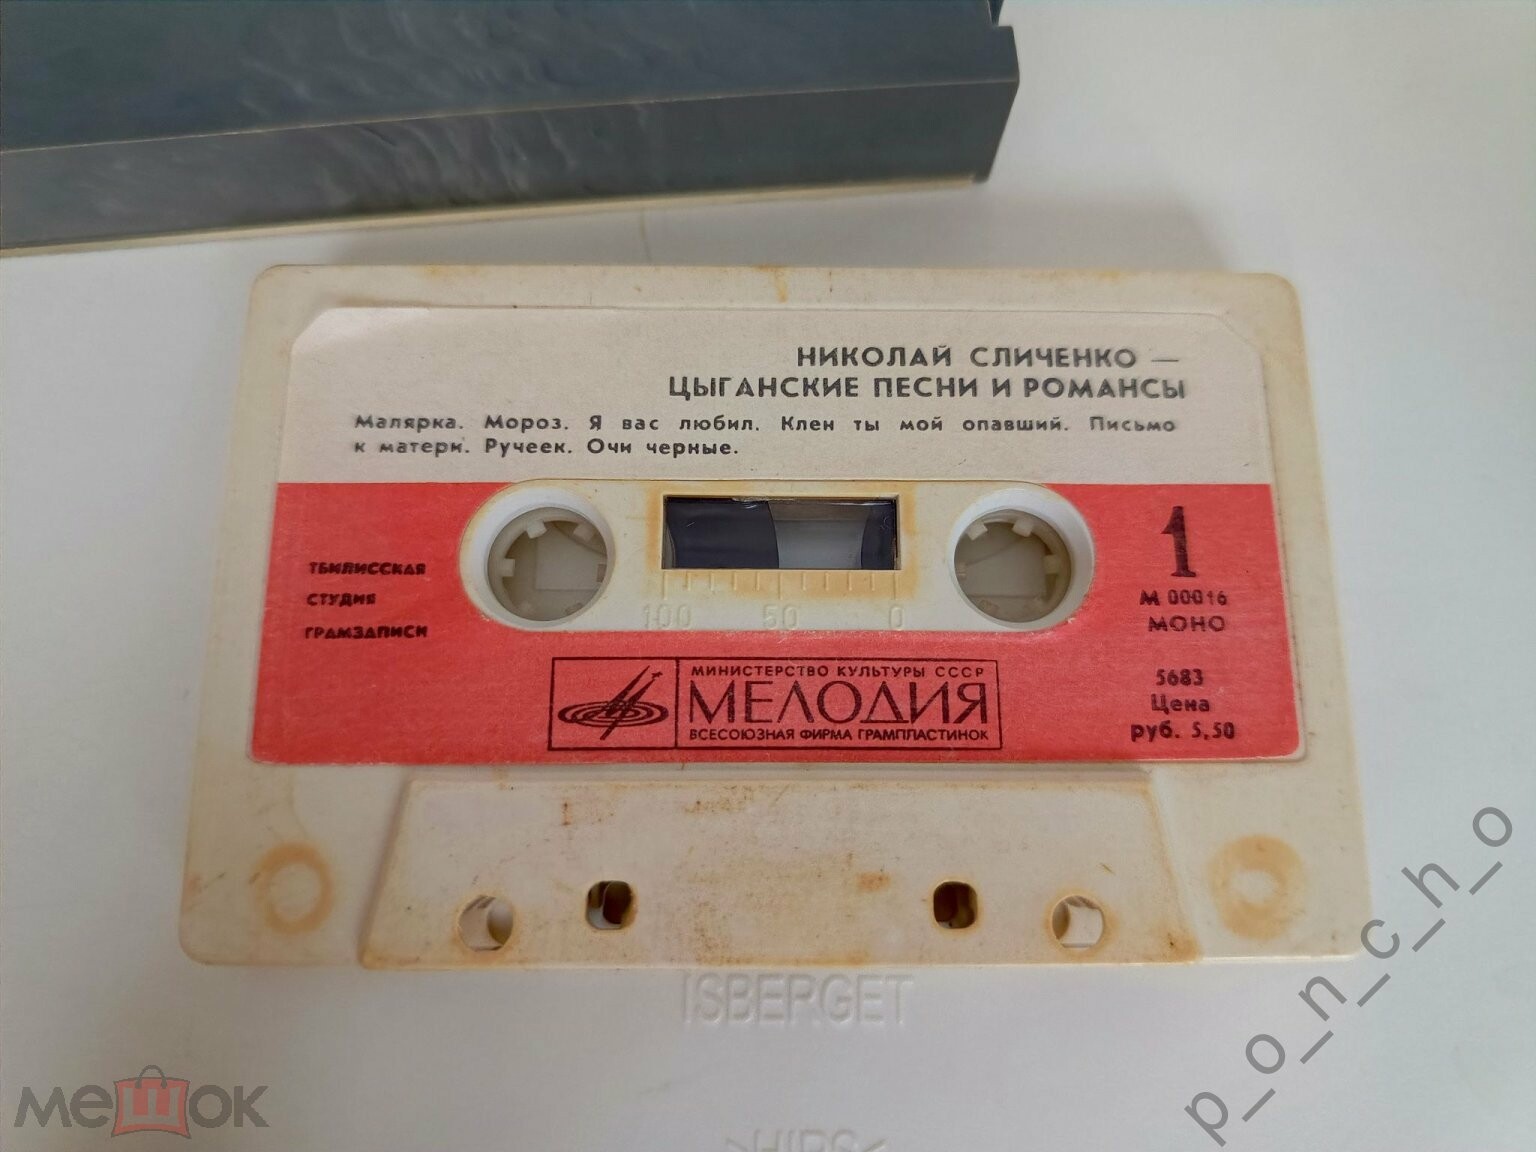 НИКОЛАЙ СЛИЧЕНКО —
ЦЫГАНСКИЕ ПЕСНИ И РОМАНСЫ
Малярка. Мороз. Я вас любил. Клен ты мой опавший. Письмо
к матери. Ручеек. Очи черные.
ТБИЛИССКАЯ
СТУДИЯ
ГРАМЗАПИСИ
1
М 00016
МОНО
100 50 0
МИНИСТЕРСТВО КУЛЬТУРЫ СССР
МЕЛОДИЯ
ВСЕСОЮЗНАЯ ФИРМА ГРАМПЛАСТИНОК
5683
Цена
руб. 5,50
ISBERGET
>HIPS<
мешок
p_o_n_c_h_o